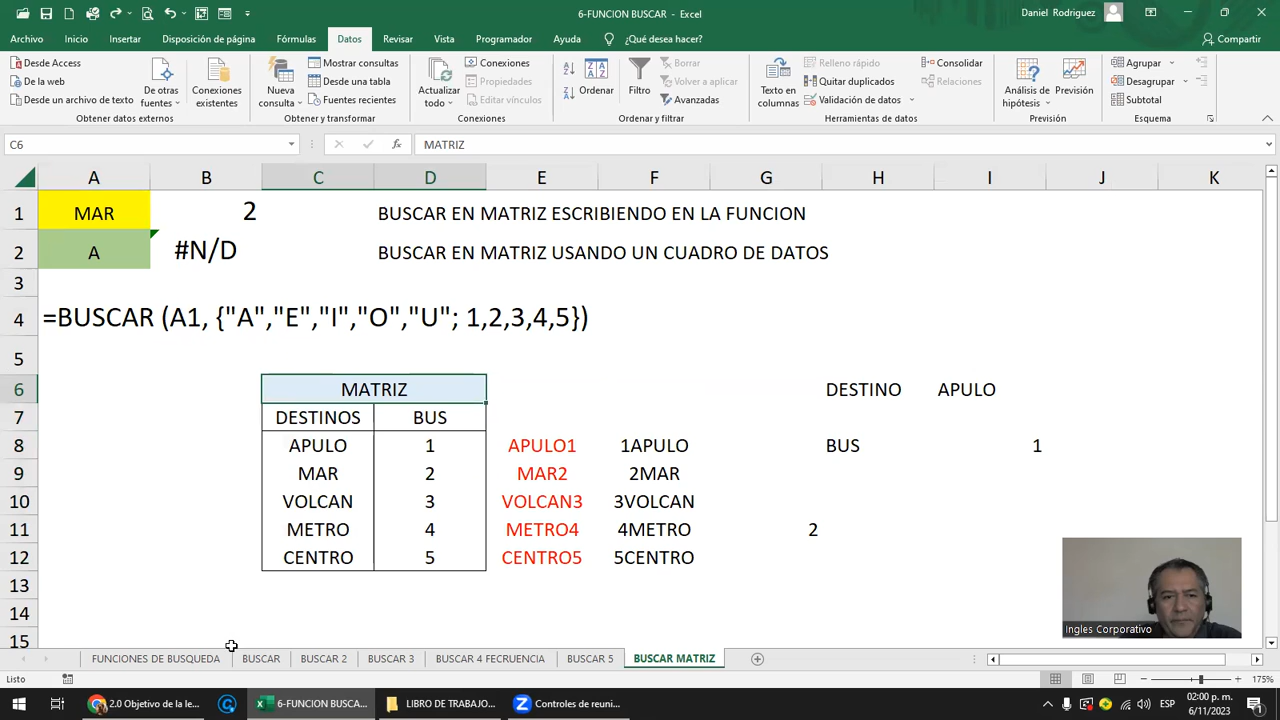 6-FUNCION BUSCAR - Excel
Daniel Rodriguez
Archivo Inicio Insertar Disposición de página Fórmulas Datos Revisar Vista Programador Ayuda ¿Qué desea hacer? Compartir
Desde Access
De la web
Desde un archivo de texto
De otras fuentes
Conexiones existentes
Obtener datos externos
Nueva consulta
Mostrar consultas
Desde una tabla
Fuentes recientes
Obtener y transformar
Actualizar todo
Conexiones
Propiedades
Editar vínculos
Conexiones
Ordenar
Filtro
Borrar
Volver a aplicar
Avanzadas
Ordenar y filtrar
Texto en columnas
Relleno rápido
Quitar duplicados
Validación de datos
Consolidar
Relaciones
Herramientas de datos
Análisis de hipótesis
Previsión
Previsión
Agrupar
Desagrupar
Subtotal
Esquema
C6 fx MATRIZ
A B C D E F G H I J K
1 MAR 2 BUSCAR EN MATRIZ ESCRIBIENDO EN LA FUNCION
2 A #N/D BUSCAR EN MATRIZ USANDO UN CUADRO DE DATOS
3
4 =BUSCAR (A1, {"A","E","I","O","U"; 1,2,3,4,5})
5
6 MATRIZ DESTINO APULO
7 DESTINOS BUS
8 APULO 1 APULO1 1APULO BUS 1
9 MAR 2 MAR2 2MAR
10 VOLCAN 3 VOLCAN3 3VOLCAN
11 METRO 4 METRO4 4METRO 2
12 CENTRO 5 CENTRO5 5CENTRO
13
14
15
Ingles Corporativo
FUNCIONES DE BUSQUEDA BUSCAR BUSCAR 2 BUSCAR 3 BUSCAR 4 FECRUENCIA BUSCAR 5 BUSCAR MATRIZ
Listo 175%
2.0 Objetivo de la le... 6-FUNCION BUSCA... LIBRO DE TRABAJO... Controles de reuni... ESP 02:00 p. m.
6/11/2023